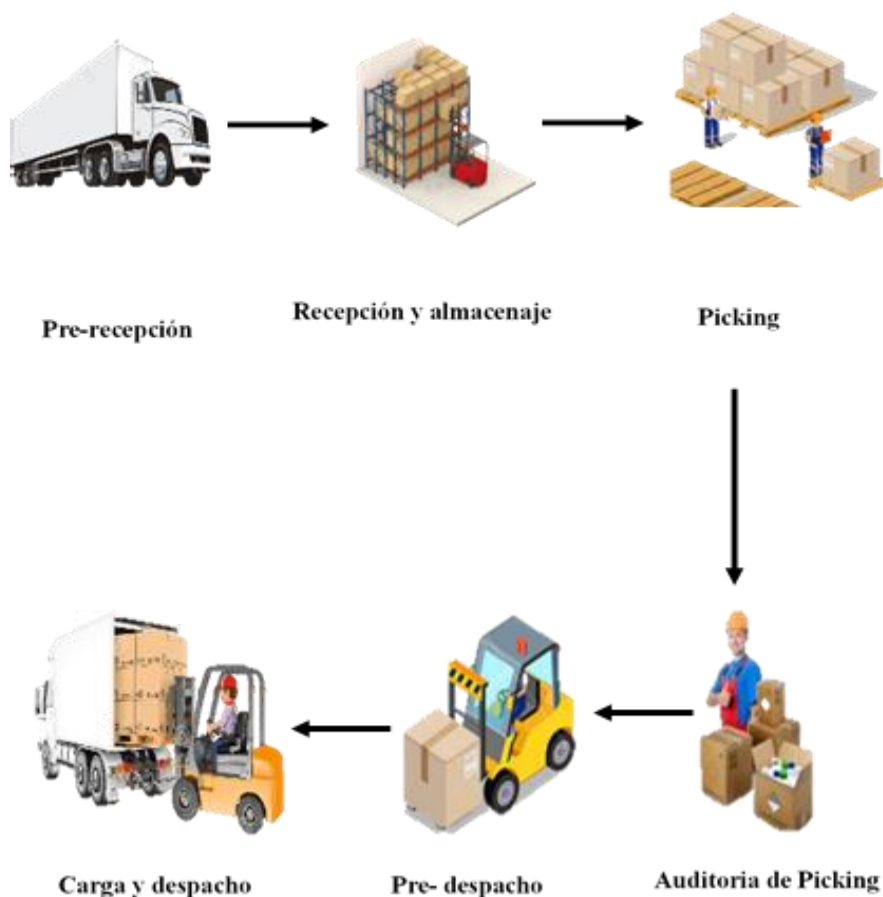 Pre-recepción
Recepción y almacenaje
Picking
Auditoria de Picking
Pre- despacho
Carga y despacho